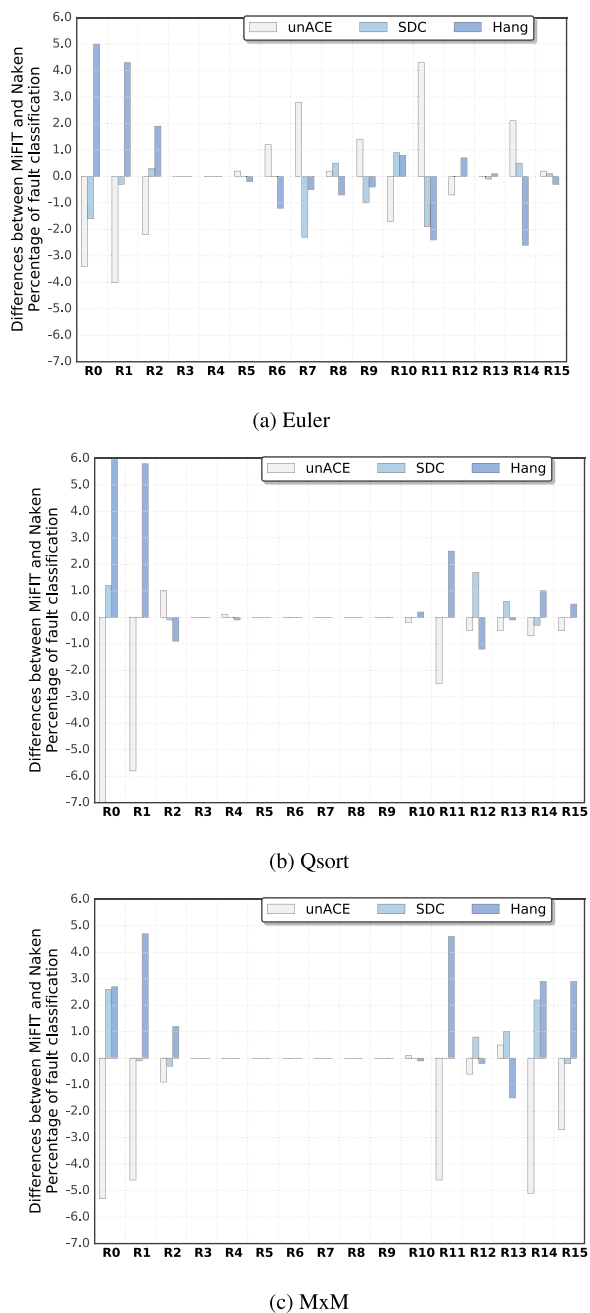 unACE SDC Hang
Differences between MiFIT and Naken
Percentage of fault classification
6.0
5.0
4.0
3.0
2.0
1.0
0.0
-1.0
-2.0
-3.0
-4.0
-5.0
-6.0
-7.0
R0 R1 R2 R3 R4 R5 R6 R7 R8 R9 R10 R11 R12 R13 R14 R15
(a) Euler
unACE SDC Hang
Differences between MiFIT and Naken
Percentage of fault classification
6.0
5.0
4.0
3.0
2.0
1.0
0.0
-1.0
-2.0
-3.0
-4.0
-5.0
-6.0
-7.0
R0 R1 R2 R3 R4 R5 R6 R7 R8 R9 R10 R11 R12 R13 R14 R15
(b) Qsort
unACE SDC Hang
Differences between MiFIT and Naken
Percentage of fault classification
6.0
5.0
4.0
3.0
2.0
1.0
0.0
-1.0
-2.0
-3.0
-4.0
-5.0
-6.0
-7.0
R0 R1 R2 R3 R4 R5 R6 R7 R8 R9 R10 R11 R12 R13 R14 R15
(c) MxM